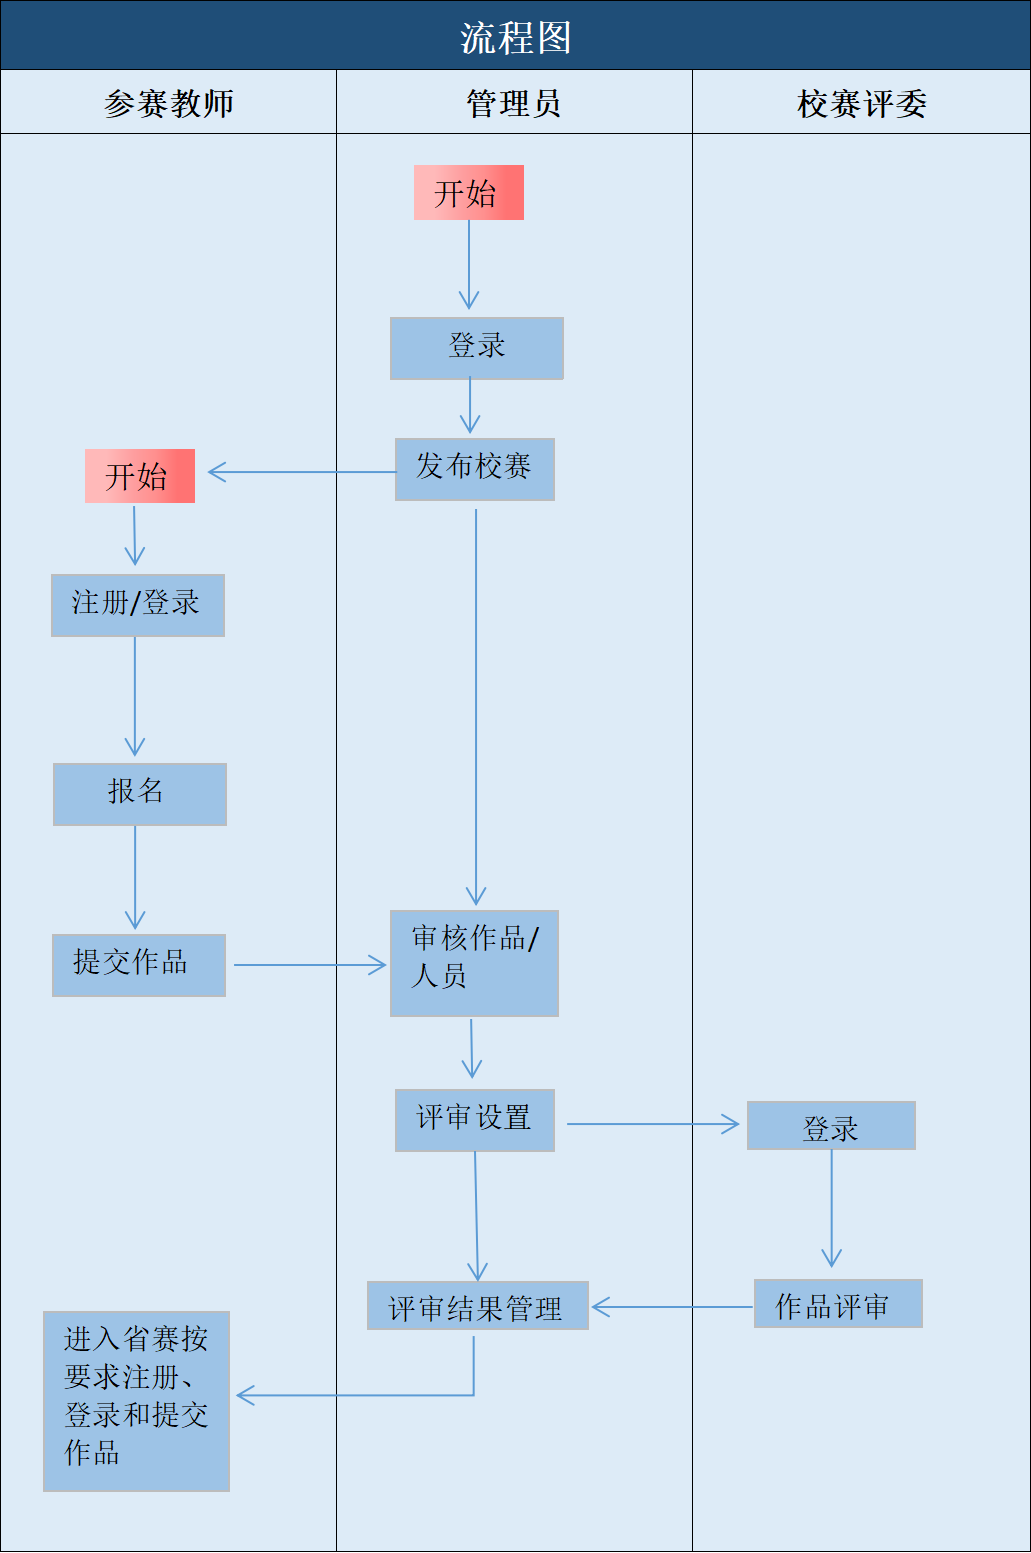 流程图
参赛教师
管理员
校赛评委
开始
登录
发布校赛
开始
注册/登录
报名
提交作品
审核作品/
人员
评审设置
登录
作品评审
评审结果管理
进入省赛按
要求注册、
登录和提交
作品